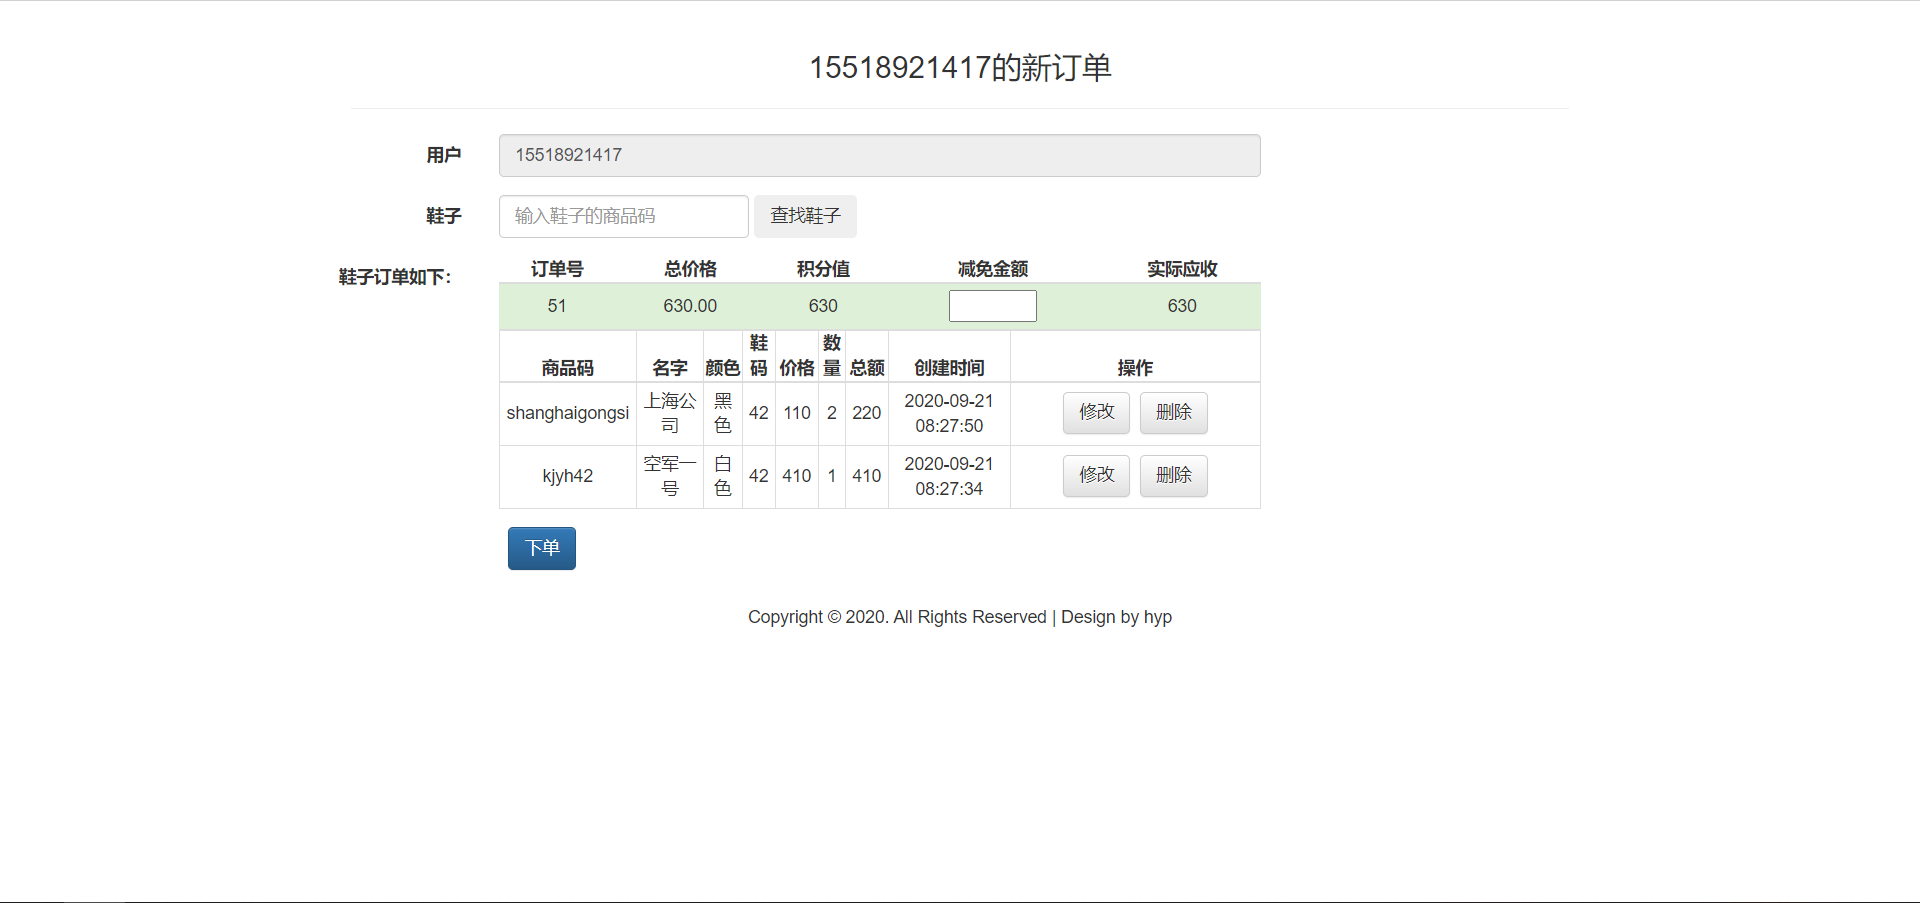 15518921417的新订单
用户
15518921417
鞋子
输入鞋子的商品码
查找鞋子
鞋子订单如下：
订单号 总价格 积分值 减免金额 实际应收
51 630.00 630 630
商品码 名字 颜色 鞋码 价格 数量 总额 创建时间 操作
shanghaigongsi 上海公司 黑色 42 110 2 220 2020-09-21 08:27:50 修改 删除
kjyh42 空军一号 白色 42 410 1 410 2020-09-21 08:27:34 修改 删除
下单
Copyright © 2020. All Rights Reserved | Design by hyp